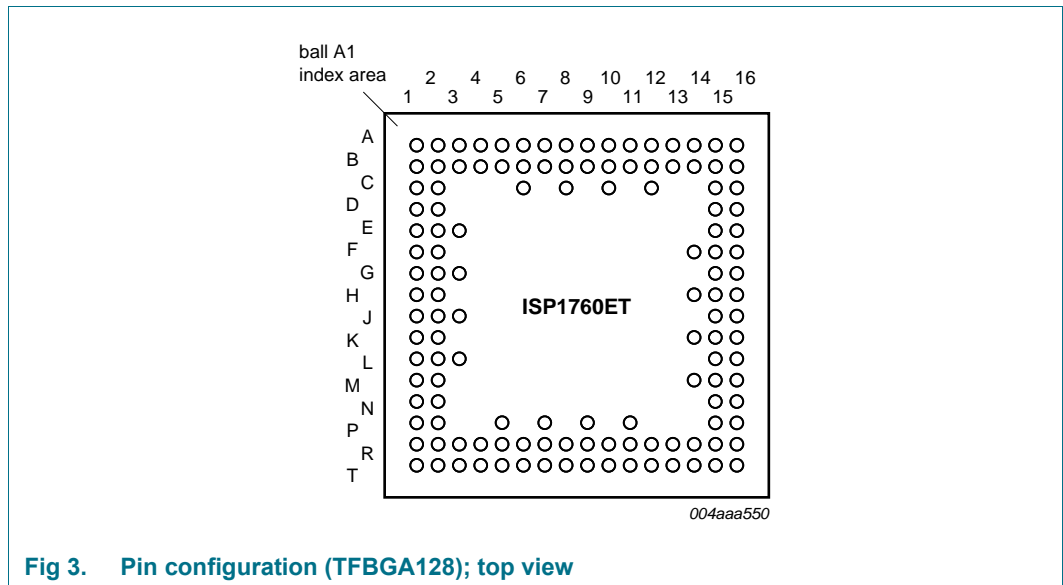 ball A1
index area
2 4 6 8 10 12 14 16
1 3 5 7 9 11 13 15
A
B
C
D
E
F
G
H
J
K
L
M
N
P
R
T
ISP1760ET
004aaa550
Fig 3. Pin configuration (TFBGA128); top view